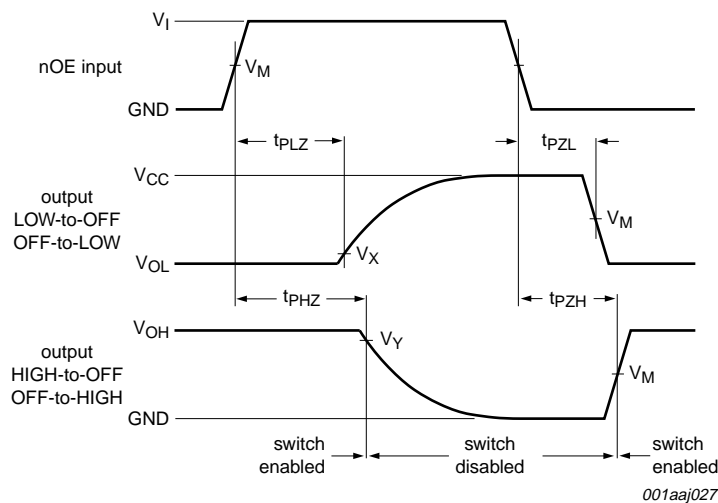 VI
nOE input
VM
GND
tPLZ
tPZL
VCC
output
LOW-to-OFF
OFF-to-LOW
VM
VX
VOL
tPHZ
tPZH
VOH
output
HIGH-to-OFF
OFF-to-HIGH
VY
VM
GND
switch
enabled
switch
disabled
switch
enabled
001aaj027